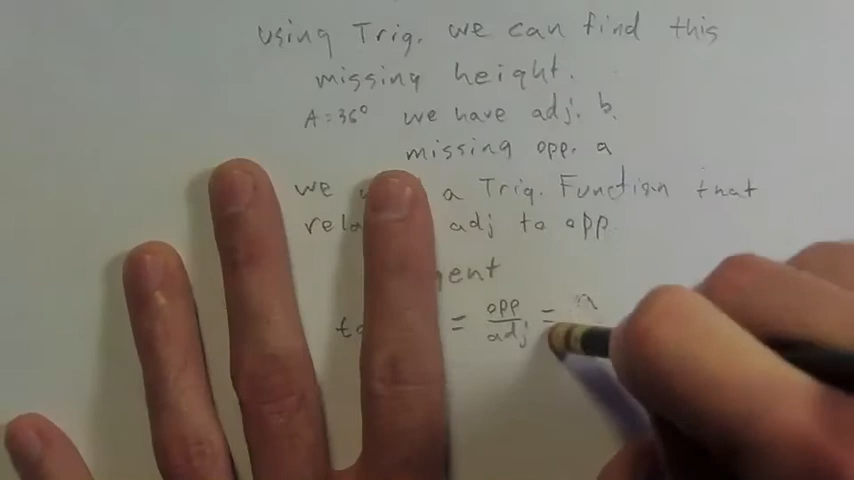 using Trig. we can find this
missing height.
A = 36° we have adj. b.
missing opp. a
we a Trig. Function that
adj to opp
= opp/adj =